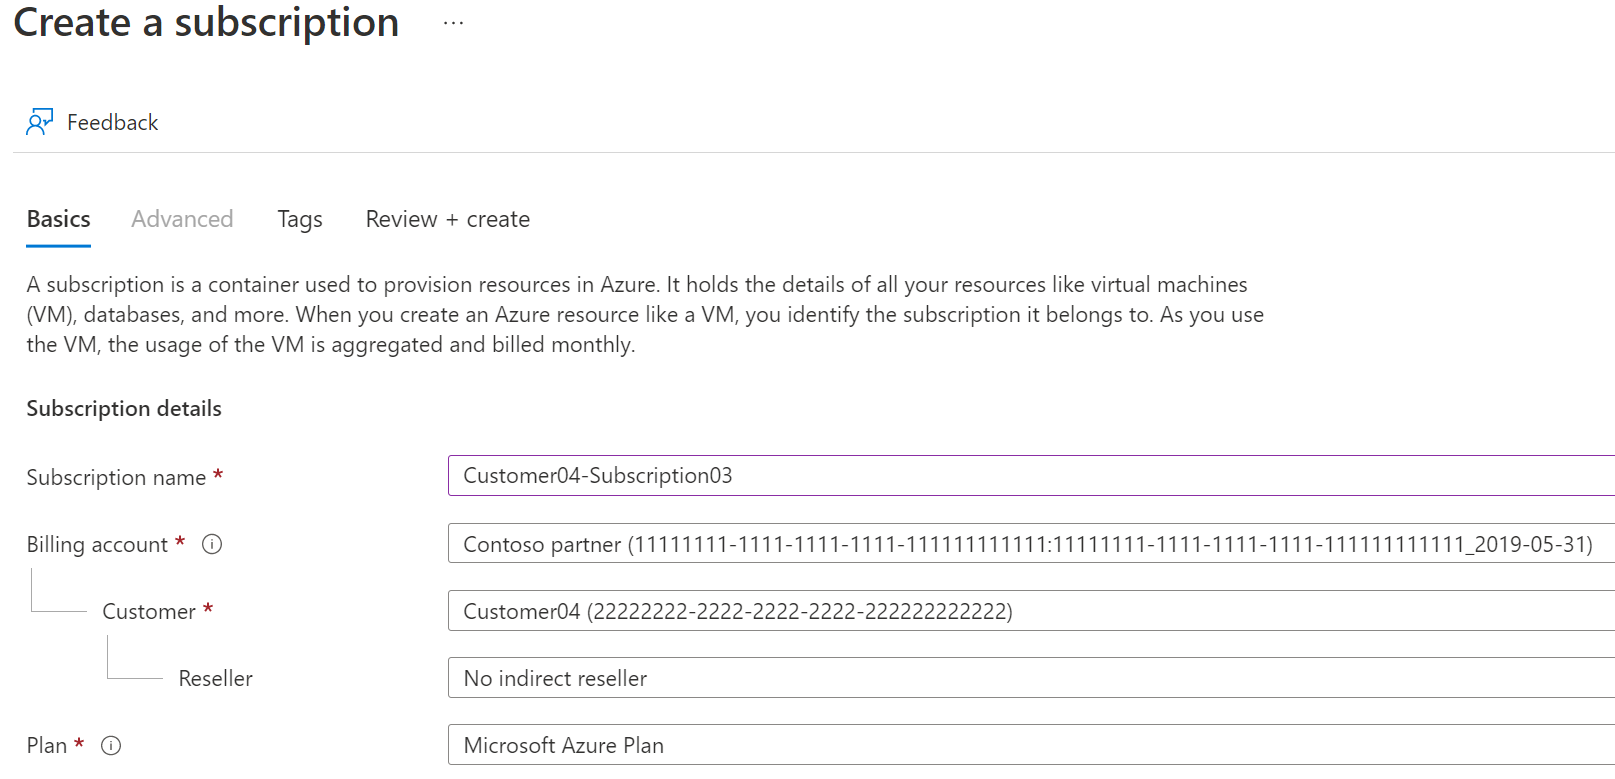 Create a subscription ...
Feedback
Basics Advanced Tags Review + create
A subscription is a container used to provision resources in Azure. It holds the details of all your resources like virtual machines
(VM), databases, and more. When you create an Azure resource like a VM, you identify the subscription it belongs to. As you use
the VM, the usage of the VM is aggregated and billed monthly.
Subscription details
Subscription name * Customer04-Subscription03
Billing account * Contoso partner (11111111-1111-1111-1111-111111111111:11111111-1111-1111-1111-111111111111_2019-05-31)
Customer * Customer04 (22222222-2222-2222-2222-222222222222)
Reseller No indirect reseller
Plan * Microsoft Azure Plan